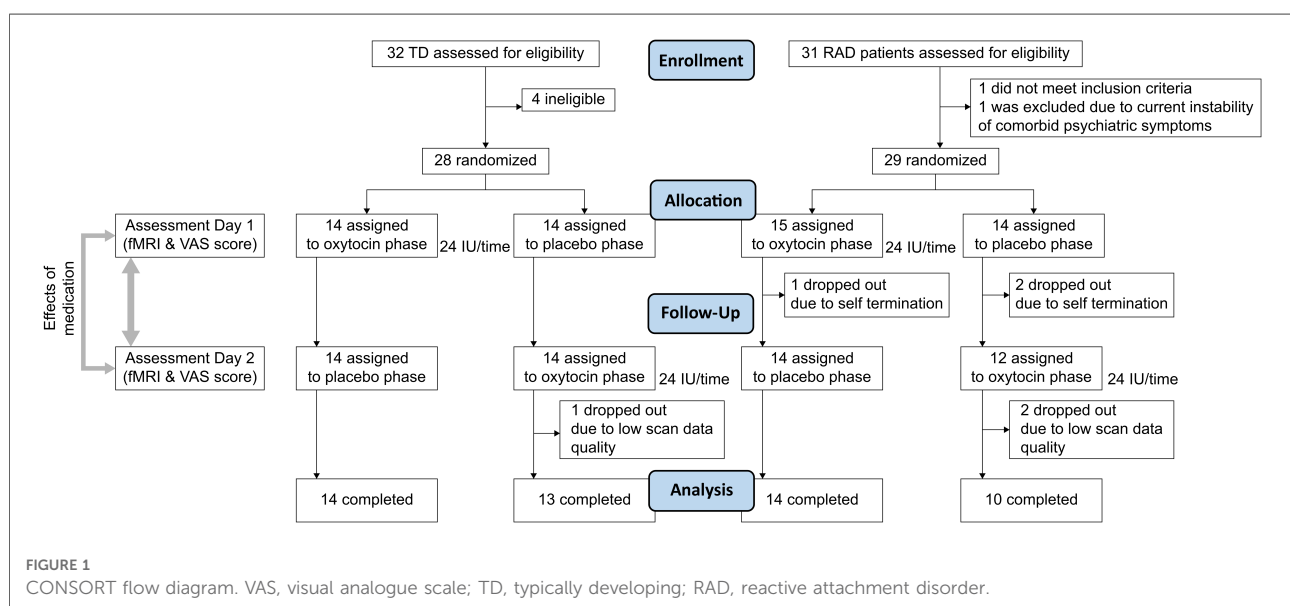 32 TD assessed for eligibility
Enrollment
31 RAD patients assessed for eligibility
4 ineligible
1 did not meet inclusion criteria
1 was excluded due to current instability
of comorbid psychiatric symptoms
28 randomized
29 randomized
Allocation
Assessment Day 1
(fMRI & VAS score)
14 assigned
to oxytocin phase
24 IU/time
14 assigned
to placebo phase
15 assigned
to oxytocin phase
24 IU/time
14 assigned
to placebo phase
Effects of
medication
1 dropped out
due to self termination
2 dropped out
due to self termination
Follow-Up
Assessment Day 2
(fMRI & VAS score)
14 assigned
to placebo phase
14 assigned
to oxytocin phase
24 IU/time
14 assigned
to placebo phase
12 assigned
to oxytocin phase
24 IU/time
1 dropped out
due to low scan data
quality
2 dropped out
due to low scan data
quality
Analysis
14 completed
13 completed
14 completed
10 completed
FIGURE 1
CONSORT flow diagram. VAS, visual analogue scale; TD, typically developing; RAD, reactive attachment disorder.